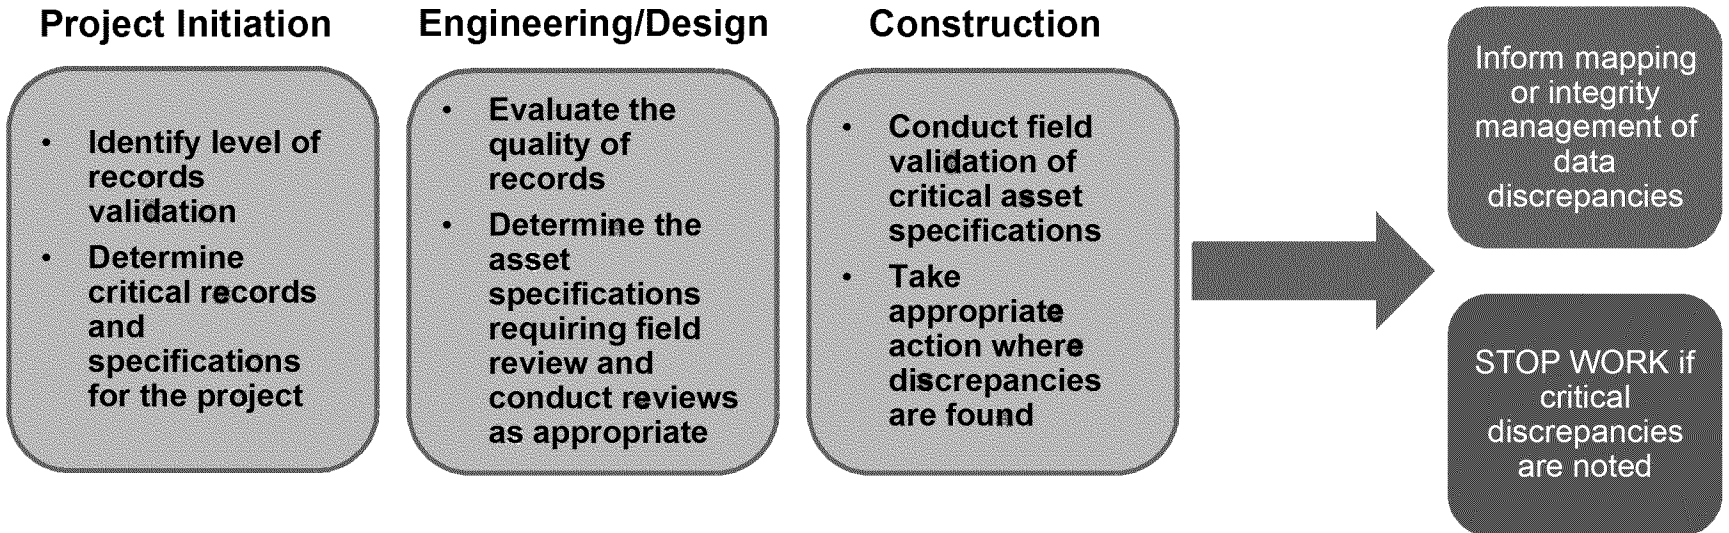 Project Initiation
• Identify level of
records
validation
• Determine
critical records
and
specifications
for the project
Engineering/Design
• Evaluate the
quality of
records
• Determine the
asset
specifications
requiring field
review and
conduct reviews
as appropriate
Construction
• Conduct field
validation of
critical asset
specifications
• Take
appropriate
action where
discrepancies
are found
Inform mapping
or integrity
management of
data
discrepancies
STOP WORK if
critical
discrepancies
are noted